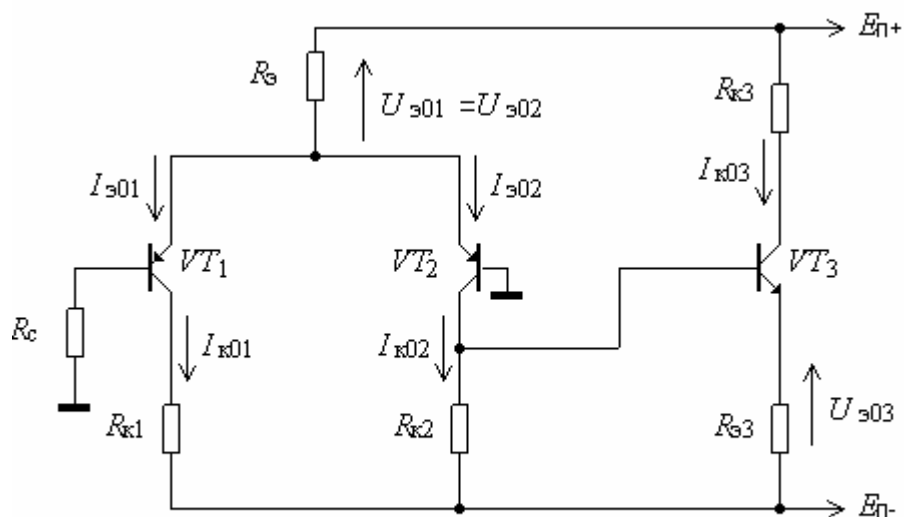 Eп+
Rэ
Uэ01 =Uэ02
Rк3
Iэ01
Iэ02
Iк03
VT1
VT2
VT3
Rс
Iк01
Iк02
Rк1
Rк2
Rэ3
Uэ03
Eп-